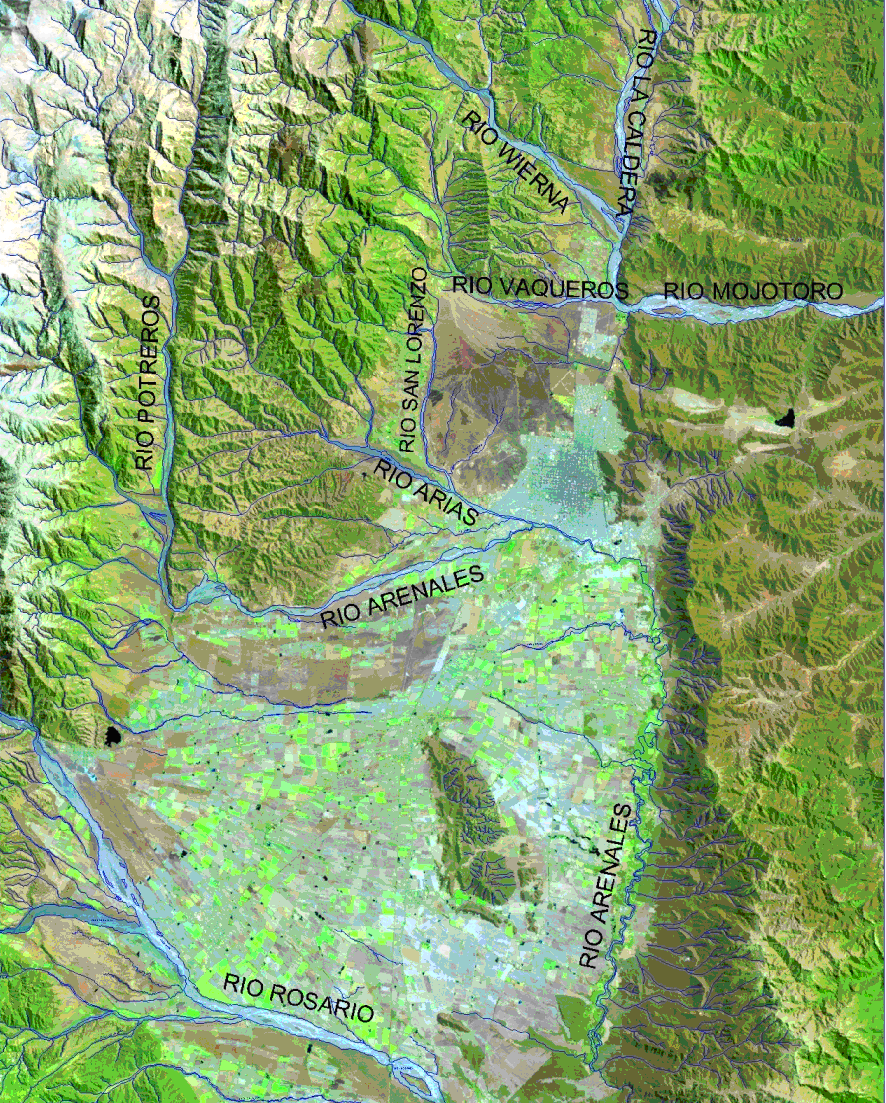 RIO LA CALDERA
RIO WIERNA
RIO VAQUEROS
RIO MOJOTORO
RIO SAN LORENZO
RIO POTREROS
RIO ARIAS
RIO ARENALES
RIO ARENALES
RIO ROSARIO